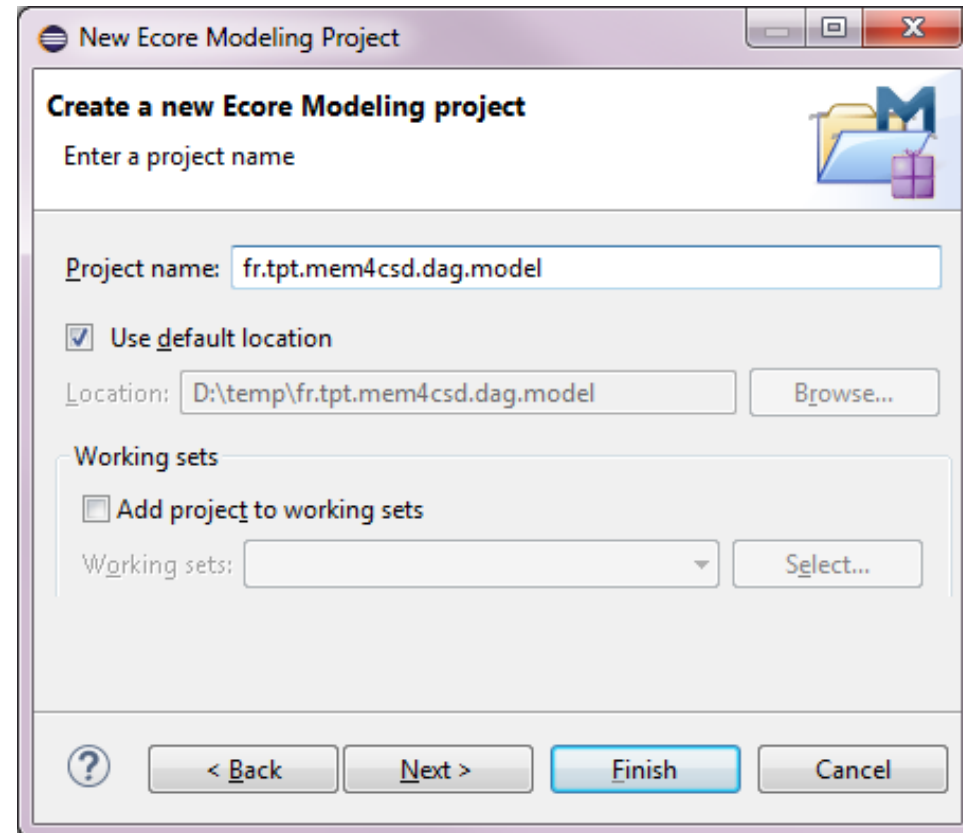 New Ecore Modeling Project
Create a new Ecore Modeling project
Enter a project name
Project name: fr.tpt.mem4csd.dag.model
Use default location
Location: D:\temp\fr.tpt.mem4csd.dag.model Browse...
Working sets
Add project to working sets
Working sets: Select...
? < Back Next > Finish Cancel